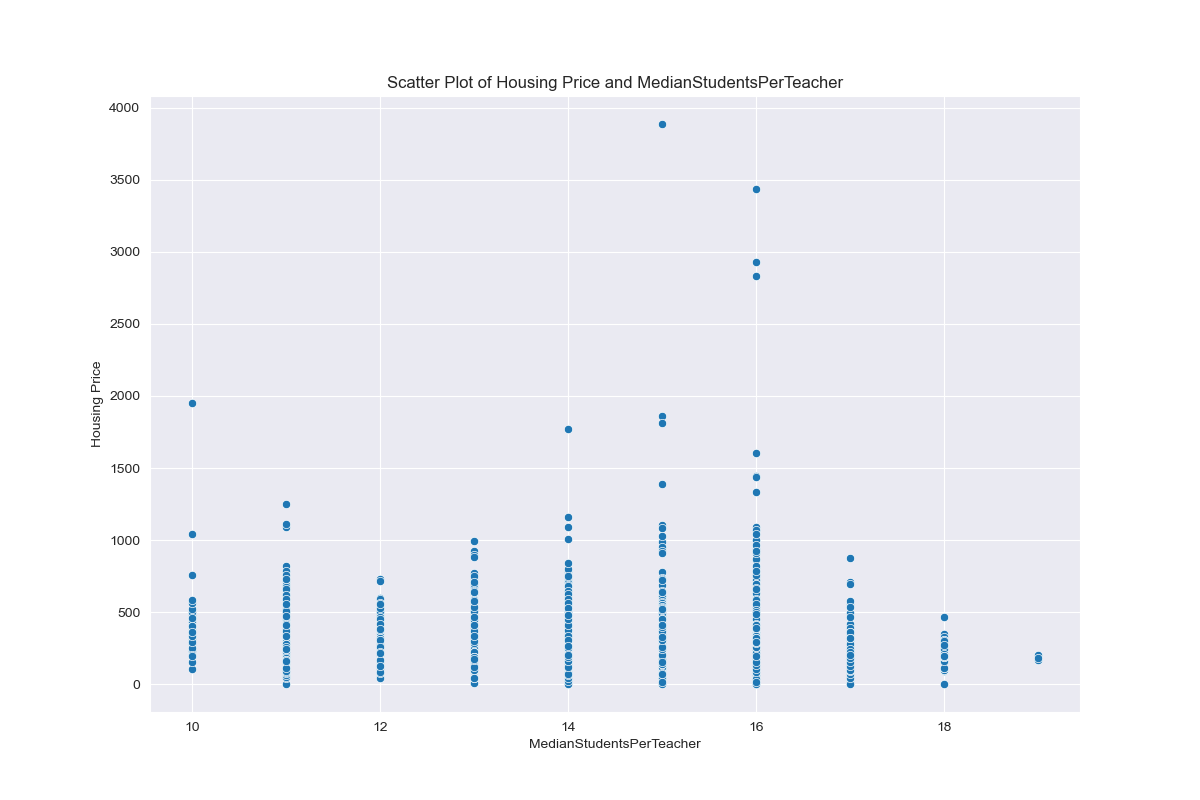 Scatter Plot of Housing Price and MedianStudentsPerTeacher
4000
3500
3000
2500
2000
1500
1000
500
0
Housing Price
10 12 14 16 18
MedianStudentsPerTeacher